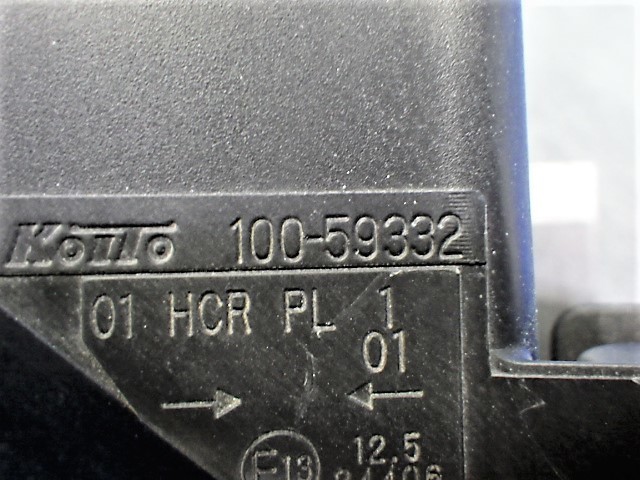 KOITO 100-59332
01 HCR PL 1
01
→ ←
E13 12.5